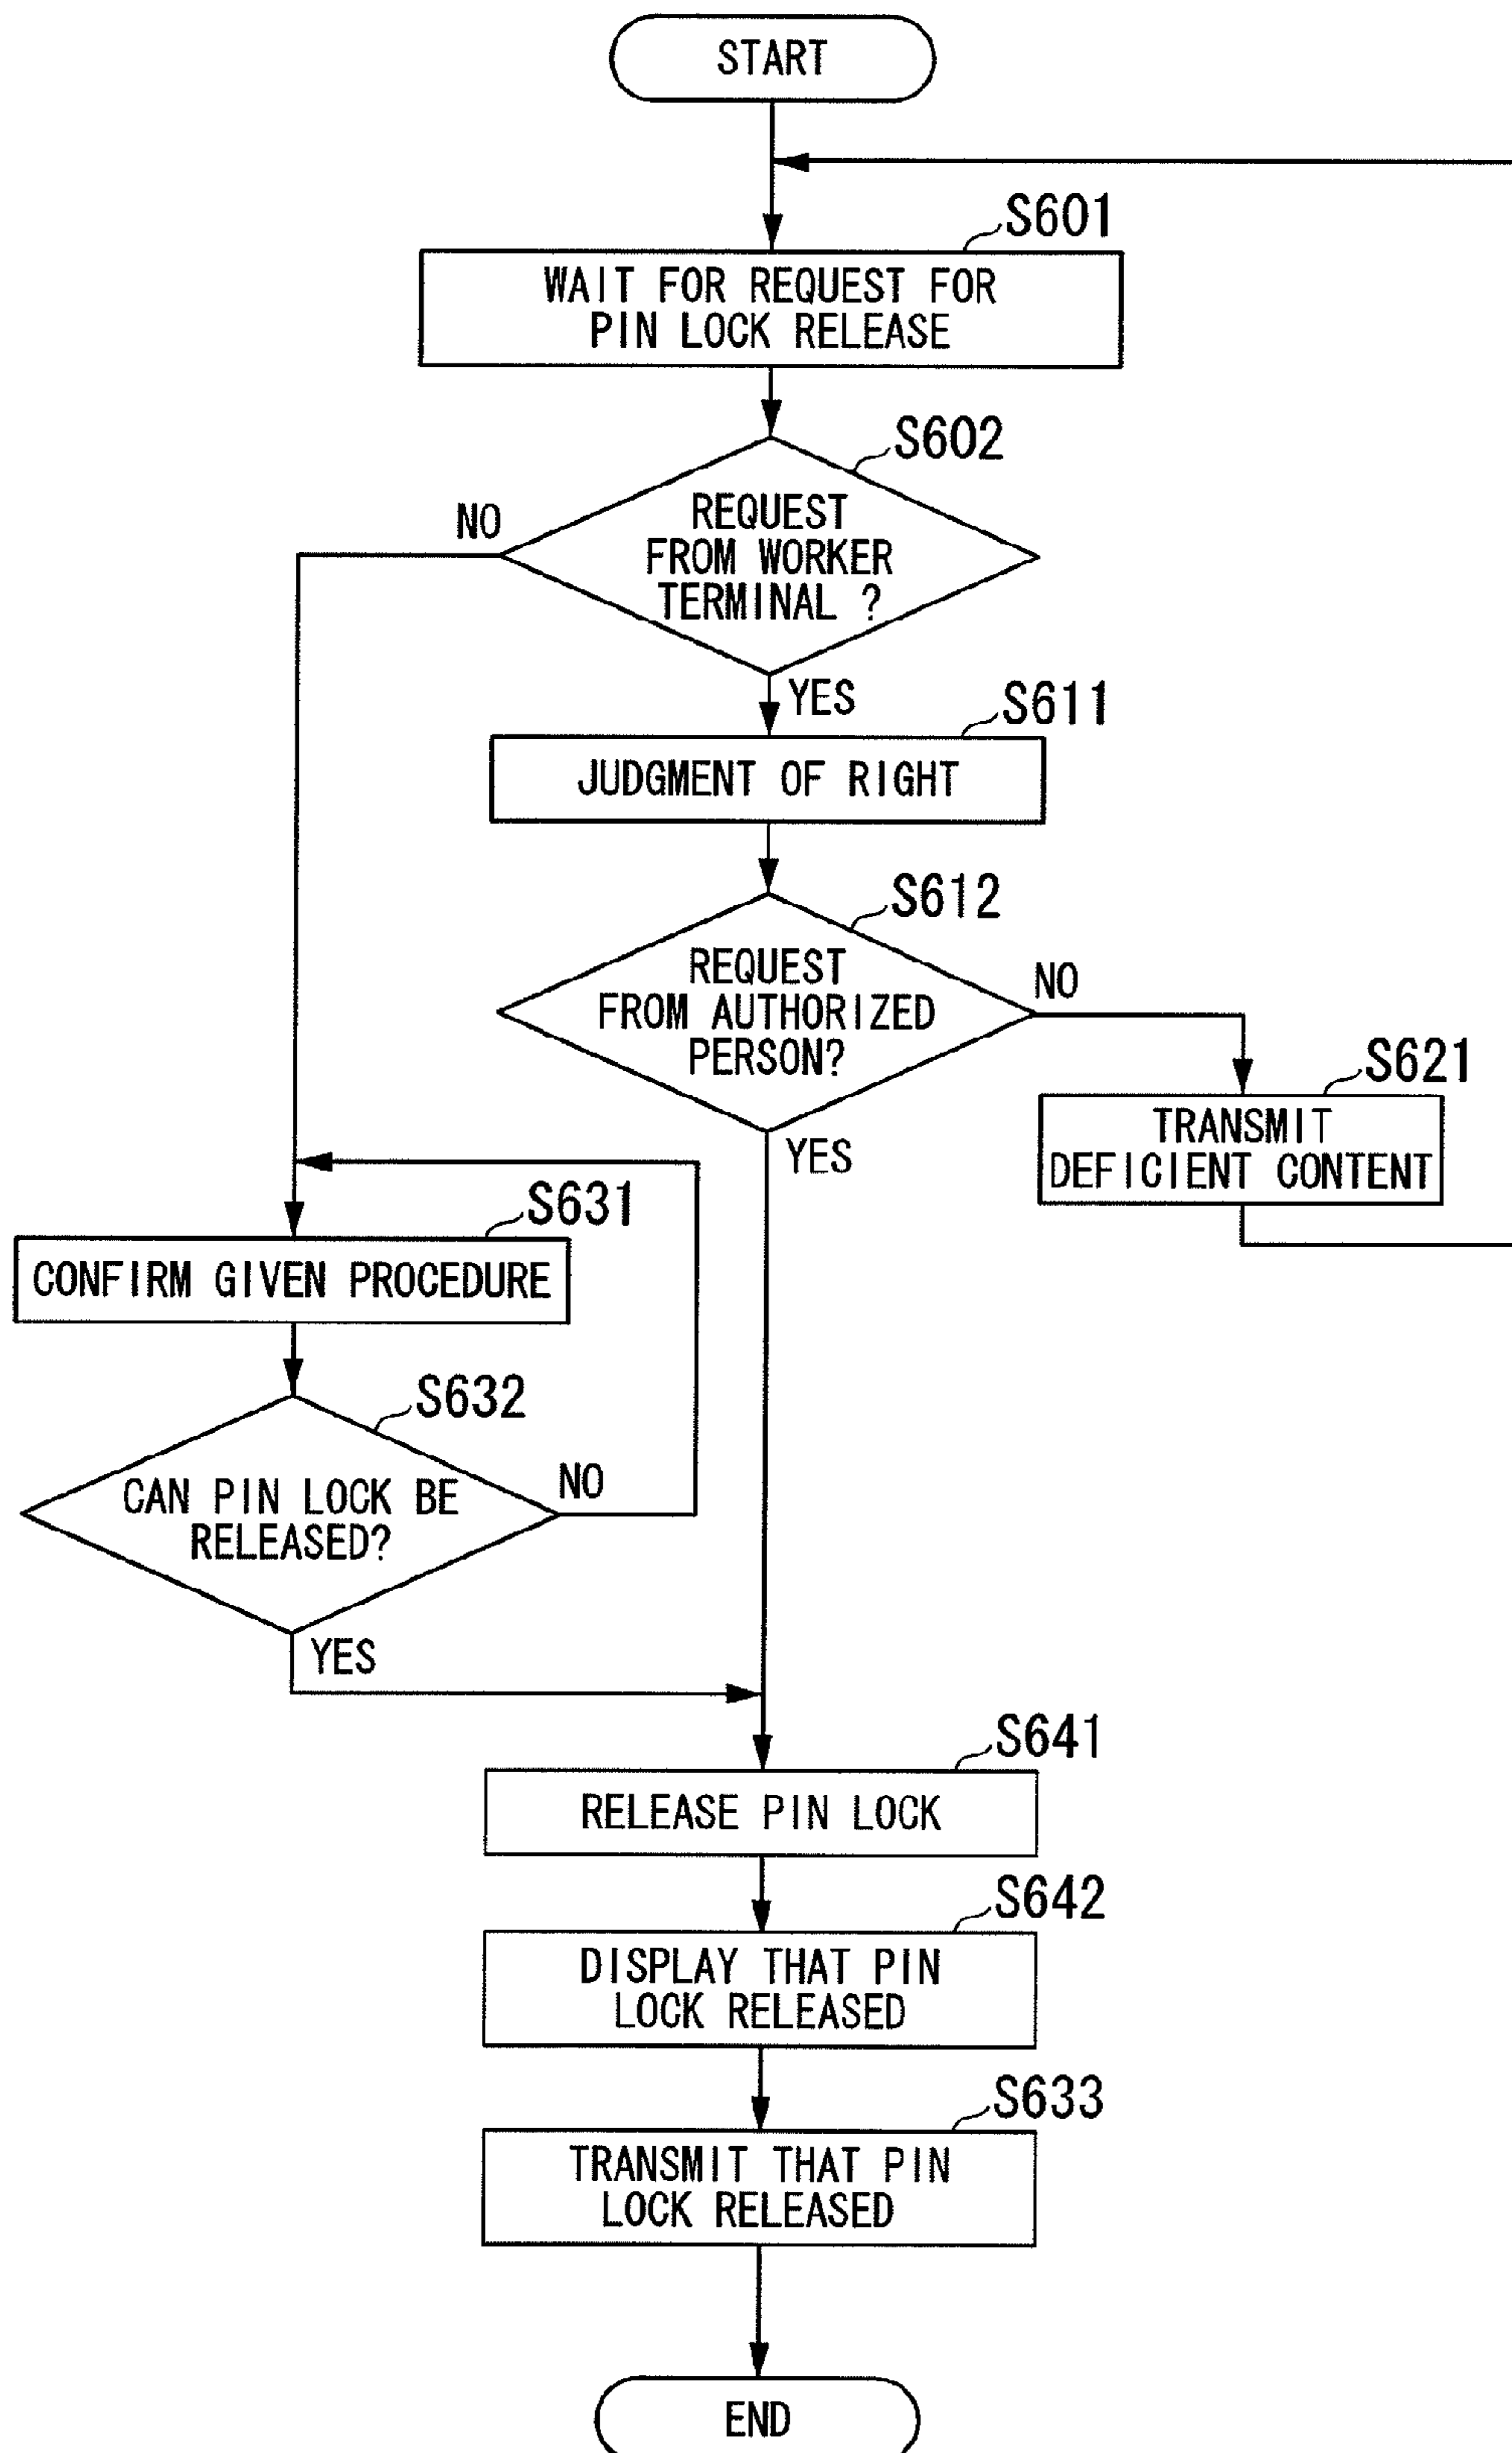 START
S601
WAIT FOR REQUEST FOR
PIN LOCK RELEASE
S602
NO
REQUEST
FROM WORKER
TERMINAL ?
YES
S611
JUDGMENT OF RIGHT
S612
REQUEST
FROM AUTHORIZED
PERSON?
NO
YES
S621
TRANSMIT
DEFICIENT CONTENT
S631
CONFIRM GIVEN PROCEDURE
S632
CAN PIN LOCK BE
RELEASED?
NO
YES
S641
RELEASE PIN LOCK
S642
DISPLAY THAT PIN
LOCK RELEASED
S633
TRANSMIT THAT PIN
LOCK RELEASED
END